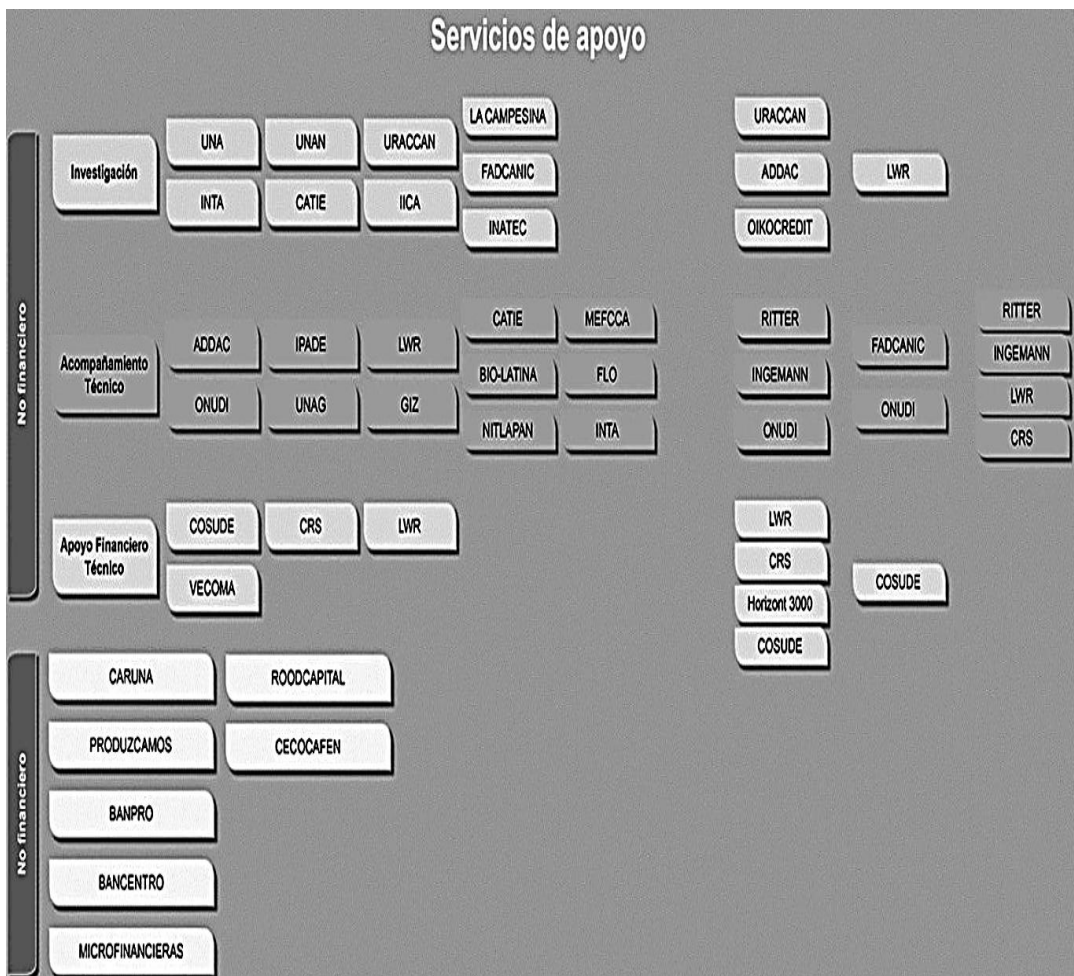 Servicios de apoyo
No financiero
Investigación
UNA
UNAN
URACCAN
INTA
CATIE
IICA
LA CAMPESINA
FADCANIC
INATEC
URACCAN
ADDAC
OIKOCREDIT
LWR
Acompañamiento
Técnico
ADDAC
IPADE
LWR
ONUDI
UNAG
GIZ
CATIE
MEFCCA
BIO-LATINA
FLO
NITLAPAN
INTA
RITTER
INGEMANN
ONUDI
FADCANIC
ONUDI
RITTER
INGEMANN
LWR
CRS
Apoyo Financiero
Técnico
COSUDE
CRS
LWR
VECOMA
LWR
CRS
Horizont 3000
COSUDE
COSUDE
No financiero
CARUNA
ROODCAPITAL
PRODUZCAMOS
CECOCAFEN
BANPRO
BANCENTRO
MICROFINANCIERAS